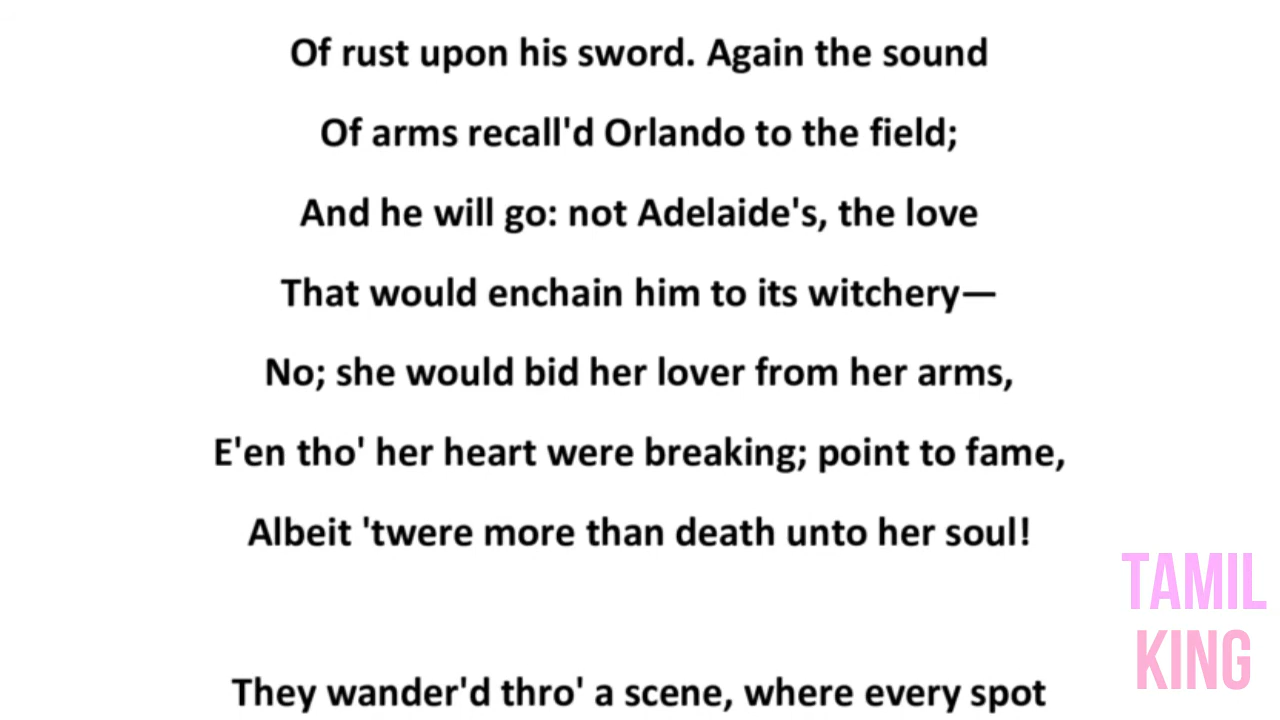 Of rust upon his sword. Again the sound
Of arms recall'd Orlando to the field;
And he will go: not Adelaide's, the love
That would enchain him to its witchery—
No; she would bid her lover from her arms,
E'en tho' her heart were breaking; point to fame,
Albeit 'twere more than death unto her soul!
They wander'd thro' a scene, where every spot
TAMIL
KING